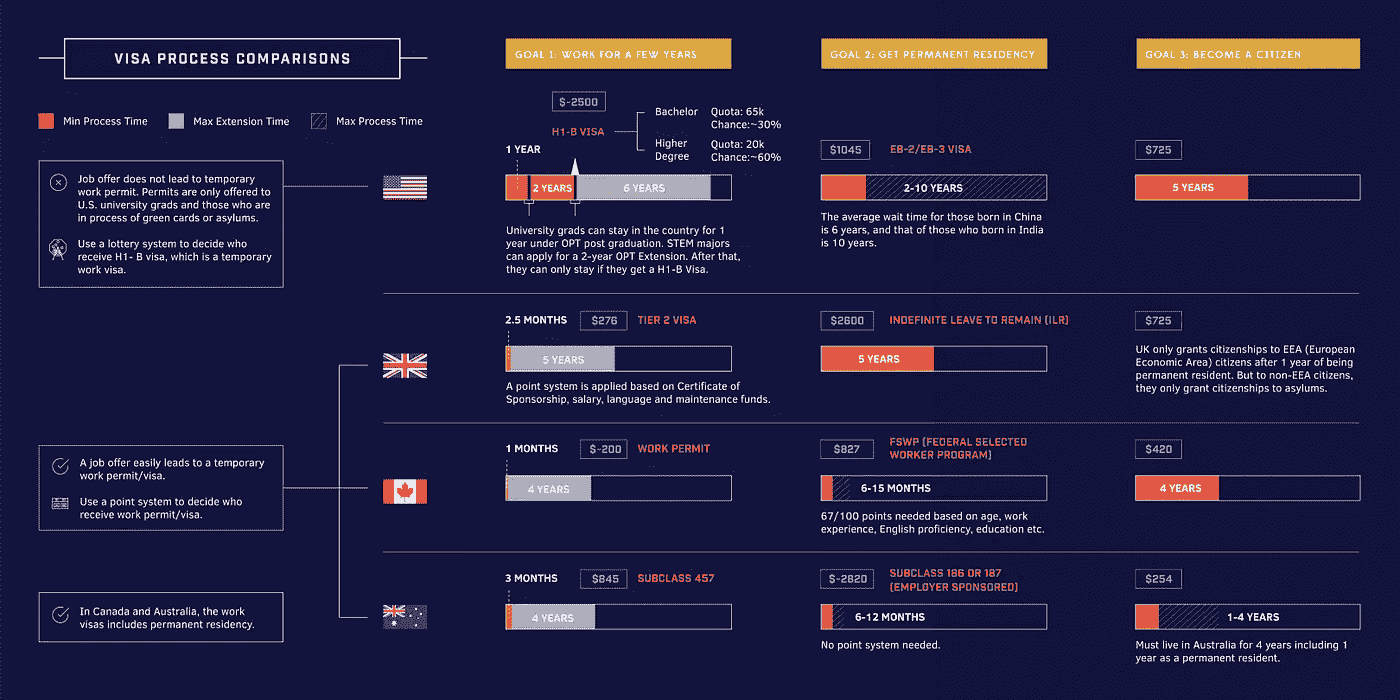 VISA PROCESS COMPARISONS
Min Process Time
Max Extension Time
Max Process Time
GOAL 1: WORK FOR A FEW YEARS
GOAL 2: GET PERMANENT RESIDENCY
GOAL 3: BECOME A CITIZEN
Job offer does not lead to temporary
work permit. Permits are only offered to
U.S. university grads and those who are
in process of green cards or asylums.
Use a lottery system to decide who
receive H1- B visa, which is a temporary
work visa.
$~2500
H1-B VISA
Bachelor
Quota: 65k
Chance:~30%
Higher
Degree
Quota: 20k
Chance:~60%
1 YEAR
2 YEARS
6 YEARS
University grads can stay in the country for 1
year under OPT post graduation. STEM majors
can apply for a 2-year OPT Extension. After that,
they can only stay if they get a H1-B Visa.
$1045
EB-2/EB-3 VISA
2-10 YEARS
The average wait time for those born in China
is 6 years, and that of those who born in India
is 10 years.
$725
5 YEARS
2.5 MONTHS
$276
TIER 2 VISA
5 YEARS
A point system is applied based on Certificate of
Sponsorship, salary, language and maintenance funds.
$2600
INDEFINITE LEAVE TO REMAIN (ILR)
5 YEARS
$725
UK only grants citizenships to EEA (European
Economic Area) citizens after 1 year of being
permanent resident. But to non-EEA citizens,
they only grant citizenships to asylums.
A job offer easily leads to a temporary
work permit/visa.
Use a point system to decide who
receive work permit/visa.
1 MONTHS
$~200
WORK PERMIT
4 YEARS
$827
FSWP (FEDERAL SELECTED
WORKER PROGRAM)
6-15 MONTHS
67/100 points needed based on age, work
experience, English proficiency, education etc.
$420
4 YEARS
In Canada and Australia, the work
visas includes permanent residency.
3 MONTHS
$845
SUBCLASS 457
4 YEARS
$~2820
SUBCLASS 186 OR 187
(EMPLOYER SPONSORED)
6-12 MONTHS
No point system needed.
$254
1-4 YEARS
Must live in Australia for 4 years including 1
year as a permanent resident.